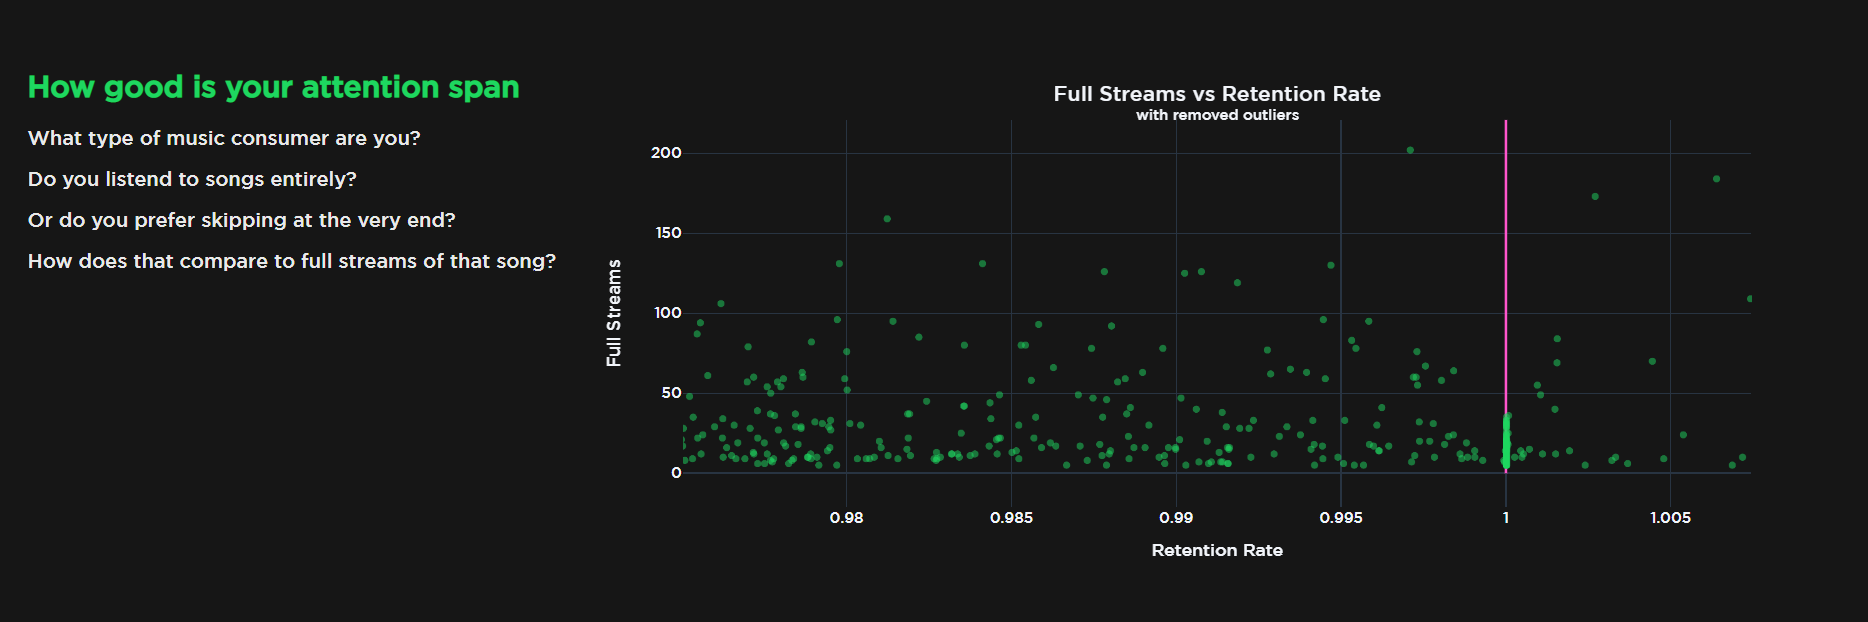 How good is your attention span
What type of music consumer are you?
Do you listend to songs entirely?
Or do you prefer skipping at the very end?
How does that compare to full streams of that song?
Full Streams vs Retention Rate
with removed outliers
Full Streams
200
150
100
50
0
0.98
0.985
0.99
0.995
1
1.005
Retention Rate